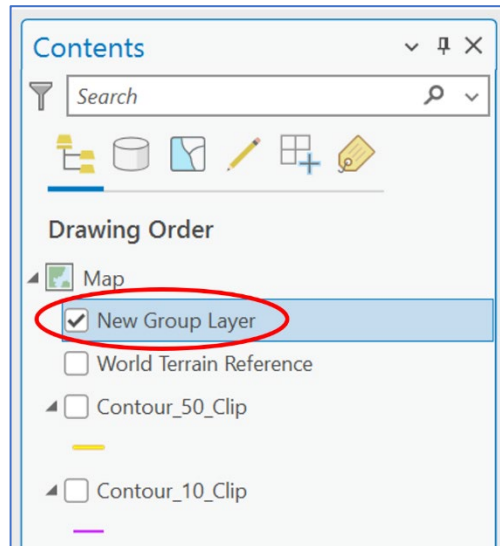 Contents
Search
Drawing Order
Map
New Group Layer
World Terrain Reference
Contour_50_Clip
Contour_10_Clip